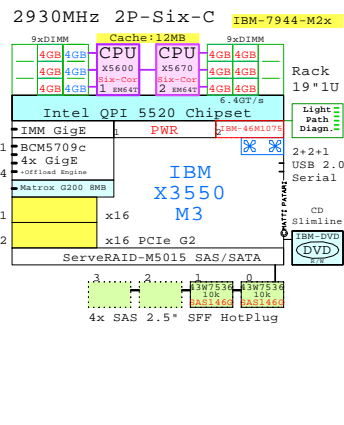 2930MHz 2P-Six-C IBM-7944-M2x
9xDIMM Cache:12MB 9xDIMM
4GB 4GB CPU CPU 4GB 4GB
4GB 4GB X5600 X5670 4GB 4GB
Six-Cor Six-Cor
4GB 4GB 1 EM64T 2 EM64T 4GB 4GB
Rack
19"1U
6.4GT/s
Intel QPI 5520 Chipset
Light
Path
Diagn.
IMM GigE 1 PWR 2 IBM-46M1075
1 BCM5709c
4x GigE
4 +Offload Engine
Matrox G200 8MB
IBM
X3550
M3
2+2+1
USB 2.0
Serial
1 x16
2 x16 PCIe G2
©MATTI PATARI
CD
Slimline
IBM-DVD
DVD
R/W
ServeRAID-M5015 SAS/SATA
3 2 1 0
43W7536 43W7536
10k 10k
SAS146G SAS146G
4x SAS 2.5" SFF HotPlug